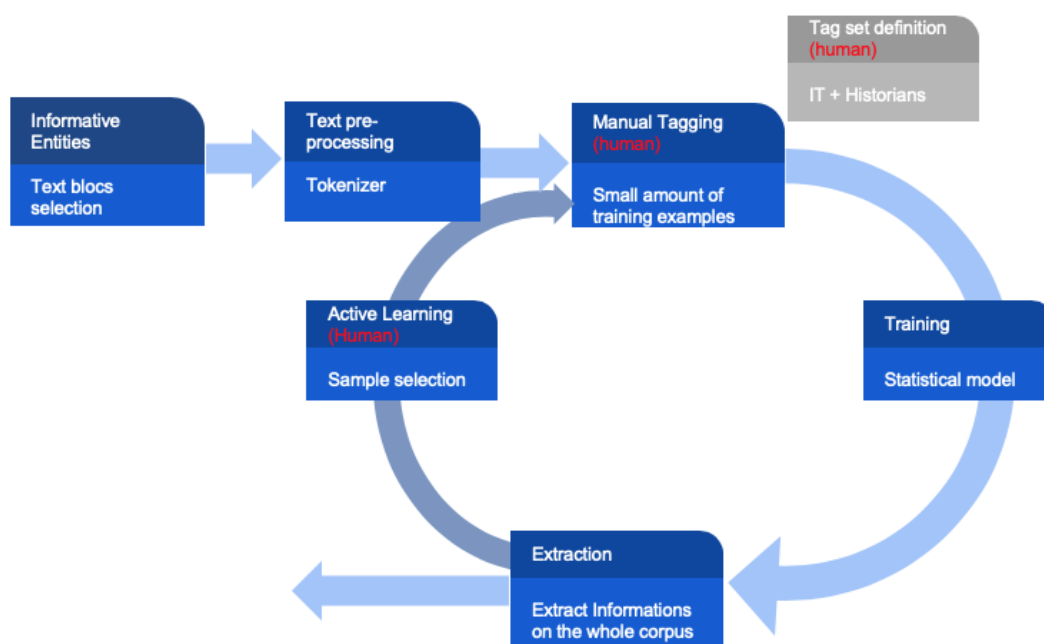 Tag set definition
(human)
IT + Historians
Informative
Entities
Text blocs
selection
Text pre-
processing
Tokenizer
Manual Tagging
(human)
Small amount of
training examples
Active Learning
(Human)
Sample selection
Training
Statistical model
Extraction
Extract Informations
on the whole corpus